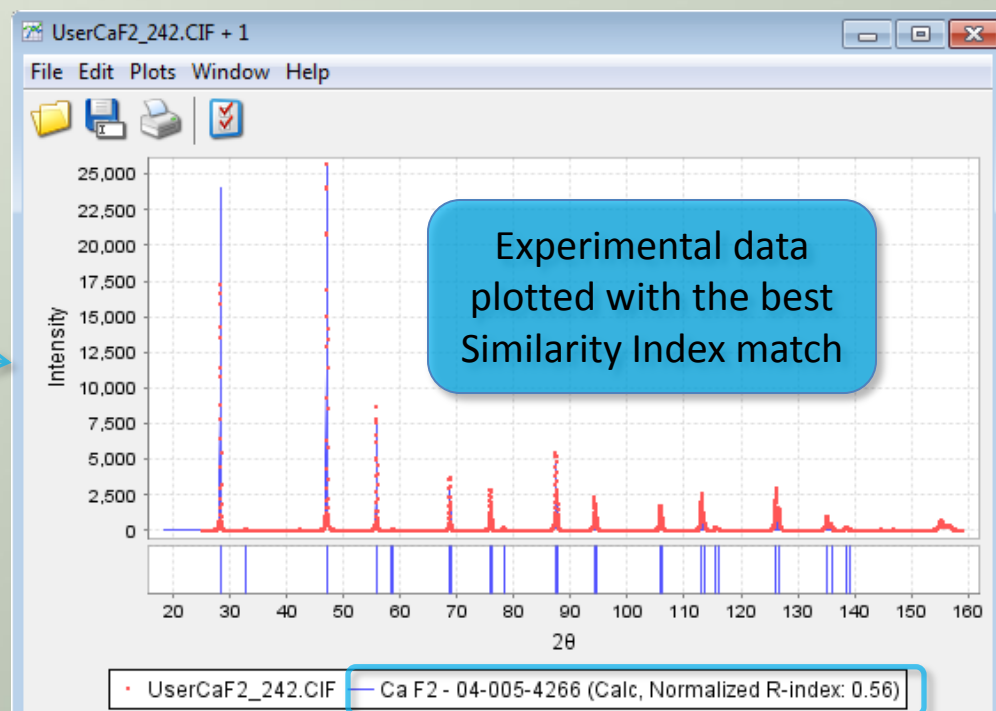 UserCaF2_242.CIF + 1
File Edit Plots Window Help
Experimental data
plotted with the best
Similarity Index match
Intensity
25,000
22,500
20,000
17,500
15,000
12,500
10,000
7,500
5,000
2,500
0
20 30 40 50 60 70 80 90 100 110 120 130 140 150 160
2θ
UserCaF2_242.CIF — Ca F2 - 04-005-4266 (Calc, Normalized R-index: 0.56)